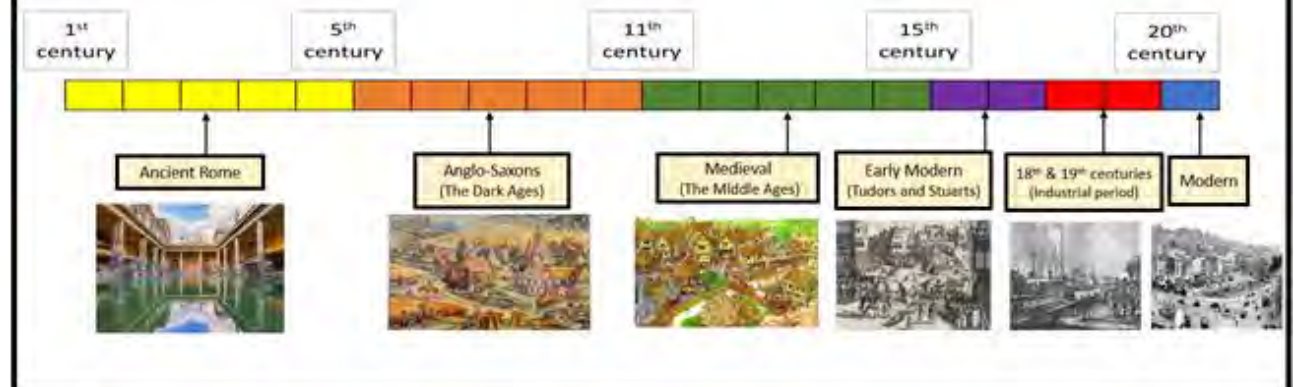 1st century
5th century
11th century
15th century
20th century
Ancient Rome
Anglo-Saxons
(The Dark Ages)
Medieval
(The Middle Ages)
Early Modern
(Tudors and Stuarts)
18th & 19th centuries
(Industrial period)
Modern